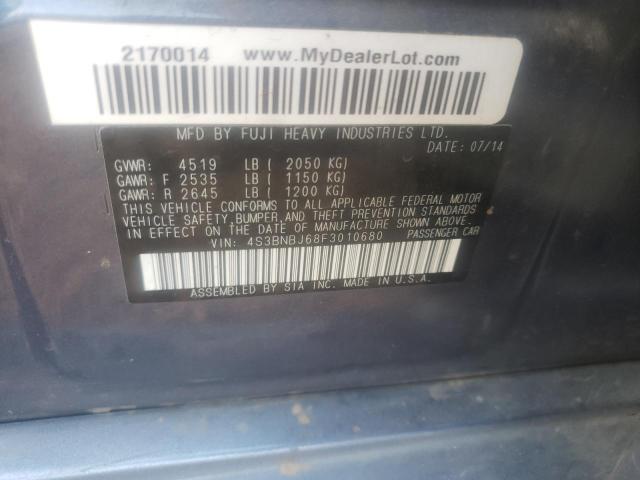 2170014 www.MyDealerLot.com
MFD BY FUJI HEAVY INDUSTRIES LTD.
DATE: 07/14
GVWR: 4519 LB ( 2050 KG)
GAWR: F 2535 LB ( 1150 KG)
GAWR: R 2645 LB ( 1200 KG)
THIS VEHICLE CONFORMS TO ALL APPLICABLE FEDERAL MOTOR
VEHICLE SAFETY,BUMPER,AND THEFT PREVENTION STANDARDS
IN EFFECT ON THE DATE OF MANUFACTURE SHOWN ABOVE.
VIN: 4S3BNBJ68F3010680 PASSENGER CAR
ASSEMBLED BY SIA INC. IN U.S.A.